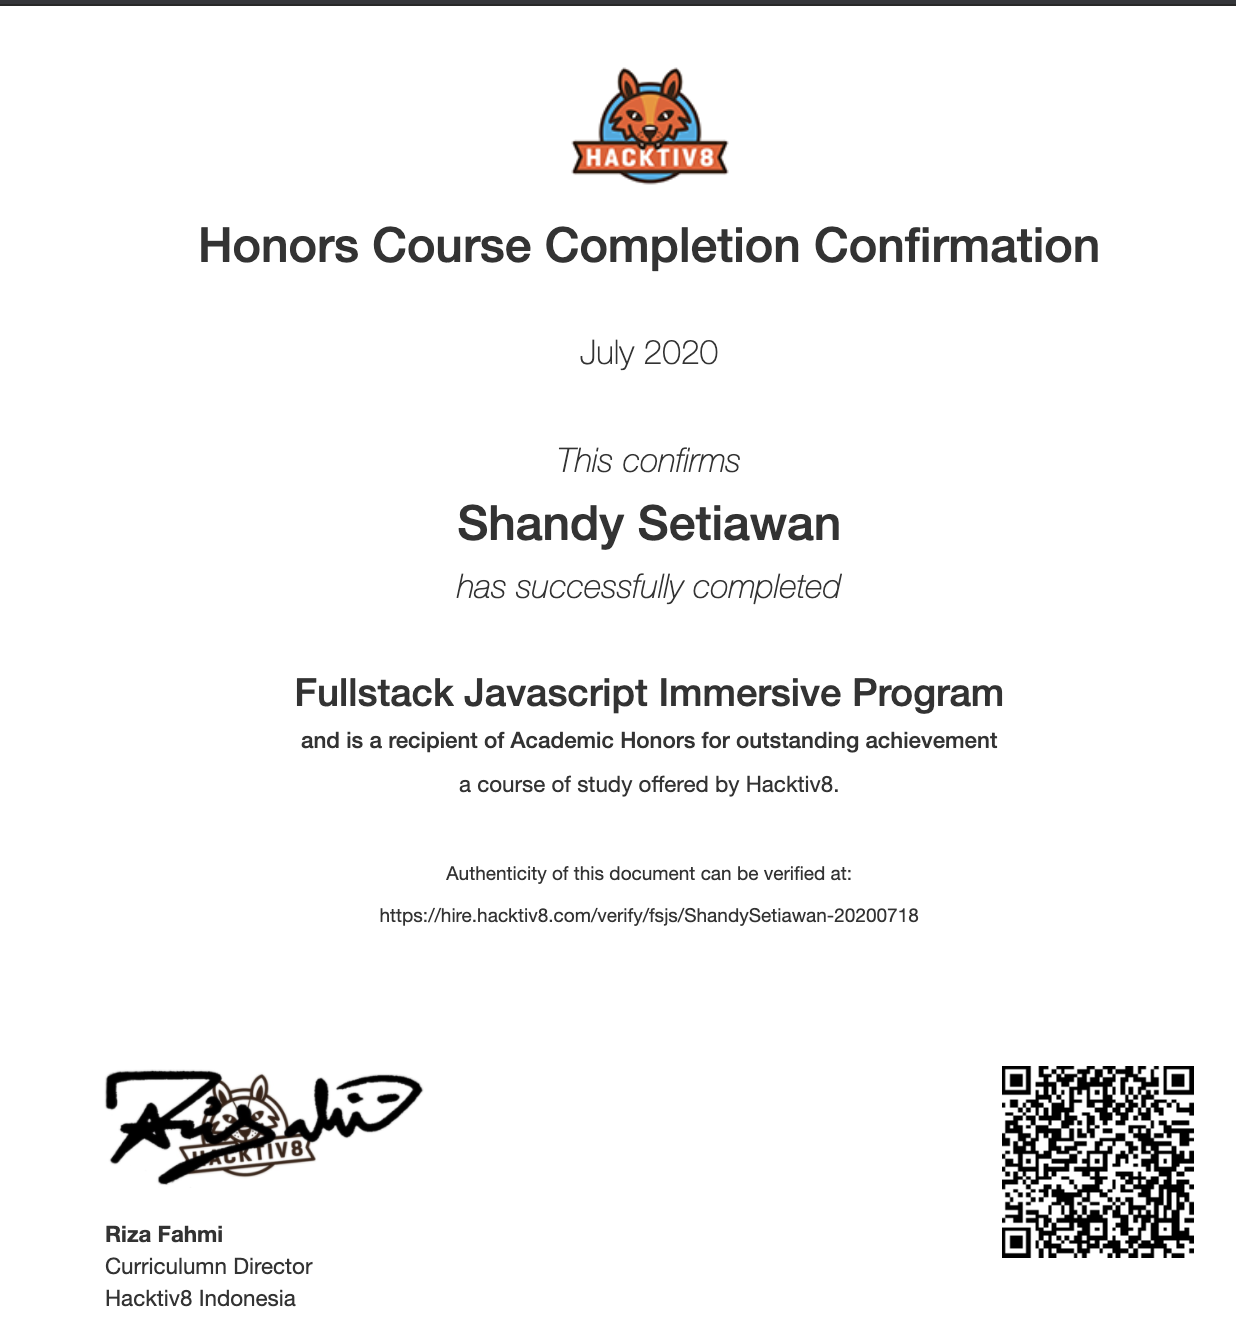 HACKTIV8
Honors Course Completion Confirmation
July 2020
This confirms
Shandy Setiawan
has successfully completed
Fullstack Javascript Immersive Program
and is a recipient of Academic Honors for outstanding achievement
a course of study offered by Hacktiv8.
Authenticity of this document can be verified at:
https://hire.hacktiv8.com/verify/fsjs/ShandySetiawan-20200718
HACKTIV8
Riza Fahmi
Curriculumn Director
Hacktiv8 Indonesia